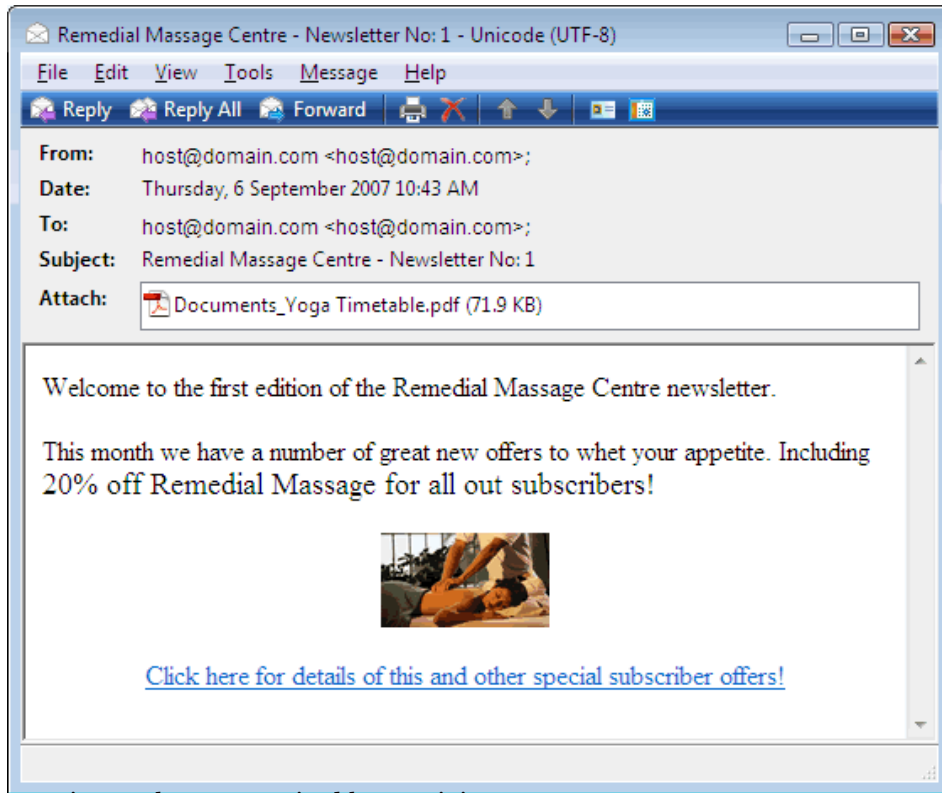 Remedial Massage Centre - Newsletter No: 1 - Unicode (UTF-8)
File Edit View Tools Message Help
Reply Reply All Forward
From: host@domain.com <host@domain.com>;
Date: Thursday, 6 September 2007 10:43 AM
To: host@domain.com <host@domain.com>;
Subject: Remedial Massage Centre - Newsletter No: 1
Attach: Documents_Yoga Timetable.pdf (71.9 KB)
Welcome to the first edition of the Remedial Massage Centre newsletter.
This month we have a number of great new offers to whet your appetite. Including
20% off Remedial Massage for all out subscribers!
Click here for details of this and other special subscriber offers!